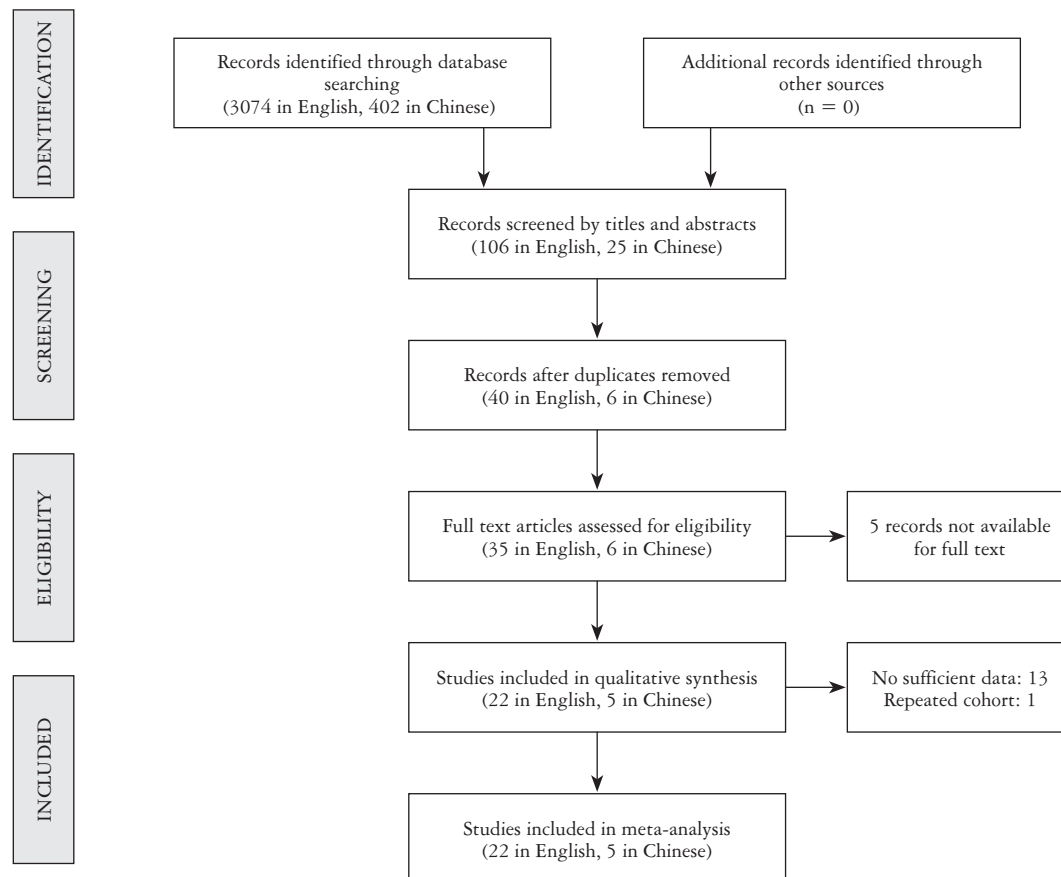 IDENTIFICATION
Records identified through database
searching
(3074 in English, 402 in Chinese)
Additional records identified through
other sources
(n = 0)
SCREENING
Records screened by titles and abstracts
(106 in English, 25 in Chinese)
Records after duplicates removed
(40 in English, 6 in Chinese)
ELIGIBILITY
Full text articles assessed for eligibility
(35 in English, 6 in Chinese)
5 records not available
for full text
INCLUDED
Studies included in qualitative synthesis
(22 in English, 5 in Chinese)
No sufficient data: 13
Repeated cohort: 1
Studies included in meta-analysis
(22 in English, 5 in Chinese)